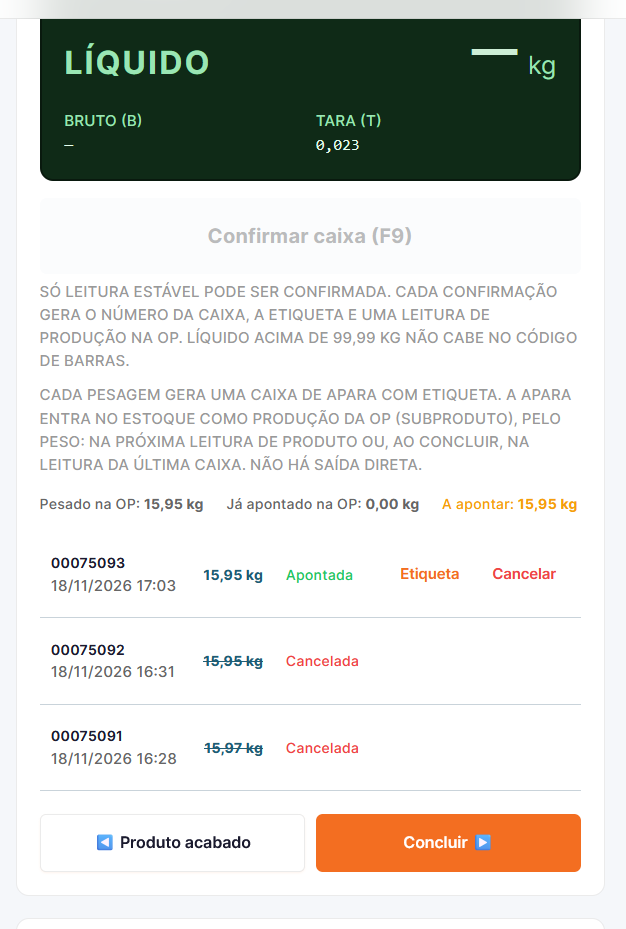 LÍQUIDO — kg
BRUTO (B) TARA (T)
— 0,023
Confirmar caixa (F9)
SÓ LEITURA ESTÁVEL PODE SER CONFIRMADA. CADA CONFIRMAÇÃO
GERA O NÚMERO DA CAIXA, A ETIQUETA E UMA LEITURA DE
PRODUÇÃO NA OP. LÍQUIDO ACIMA DE 99,99 KG NÃO CABE NO CÓDIGO
DE BARRAS.
CADA PESAGEM GERA UMA CAIXA DE APARA COM ETIQUETA. A APARA
ENTRA NO ESTOQUE COMO PRODUÇÃO DA OP (SUBPRODUTO), PELO
PESO: NA PRÓXIMA LEITURA DE PRODUTO OU, AO CONCLUIR, NA
LEITURA DA ÚLTIMA CAIXA. NÃO HÁ SAÍDA DIRETA.
Pesado na OP: 15,95 kg Já apontado na OP: 0,00 kg A apontar: 15,95 kg
00075093
18/11/2026 17:03 15,95 kg Apontada Etiqueta Cancelar
00075092
18/11/2026 16:31 15,95 kg Cancelada
00075091
18/11/2026 16:28 15,97 kg Cancelada
◀ Produto acabado Concluir ▶